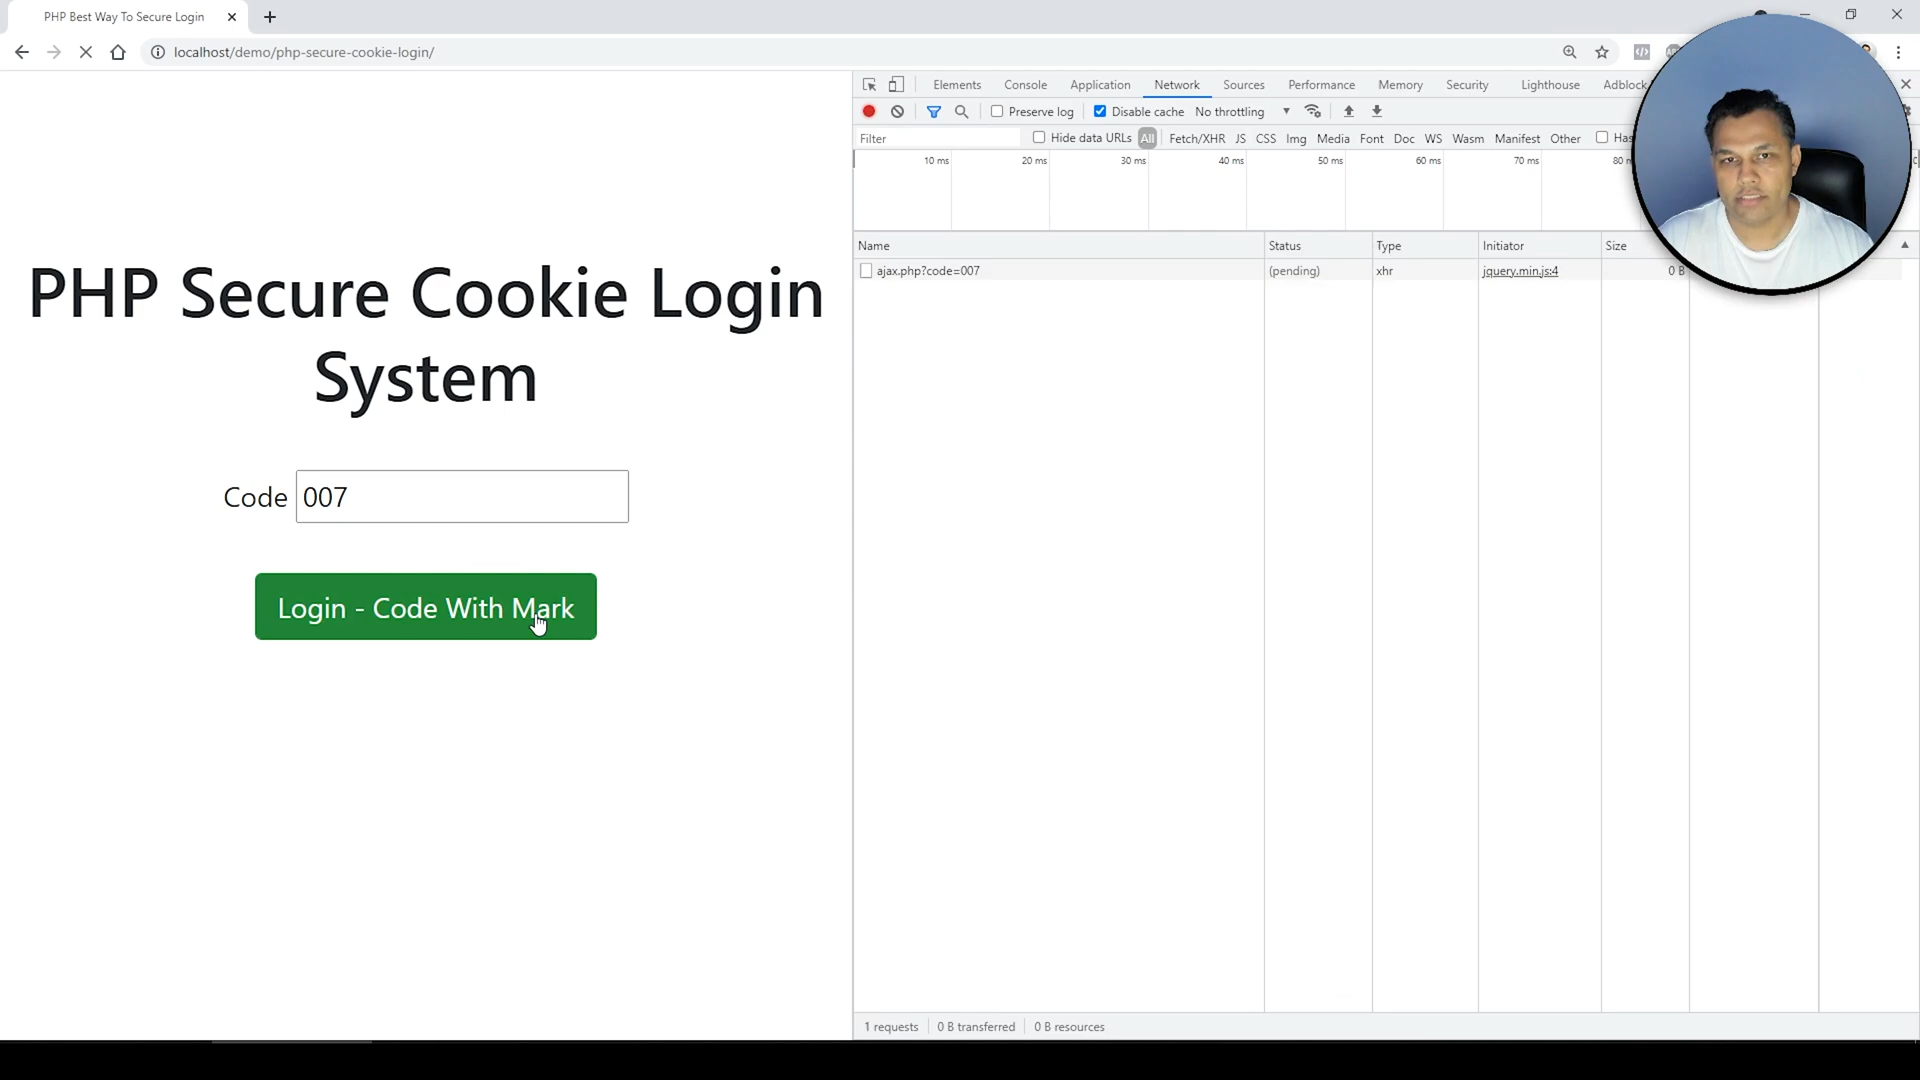 PHP Best Way To Secure Login
localhost/demo/php-secure-cookie-login/
Elements Console Application Network Sources Performance Memory Security Lighthouse Adblock
Preserve log Disable cache No throttling
Filter Hide data URLs All Fetch/XHR JS CSS Img Media Font Doc WS Wasm Manifest Other Has
10 ms 20 ms 30 ms 40 ms 50 ms 60 ms 70 ms 80 m
Name Status Type Initiator Size
ajax.php?code=007 (pending) xhr jquery.min.js:4 0 B
PHP Secure Cookie Login
System
Code 007
Login - Code With Mark
1 requests 0 B transferred 0 B resources